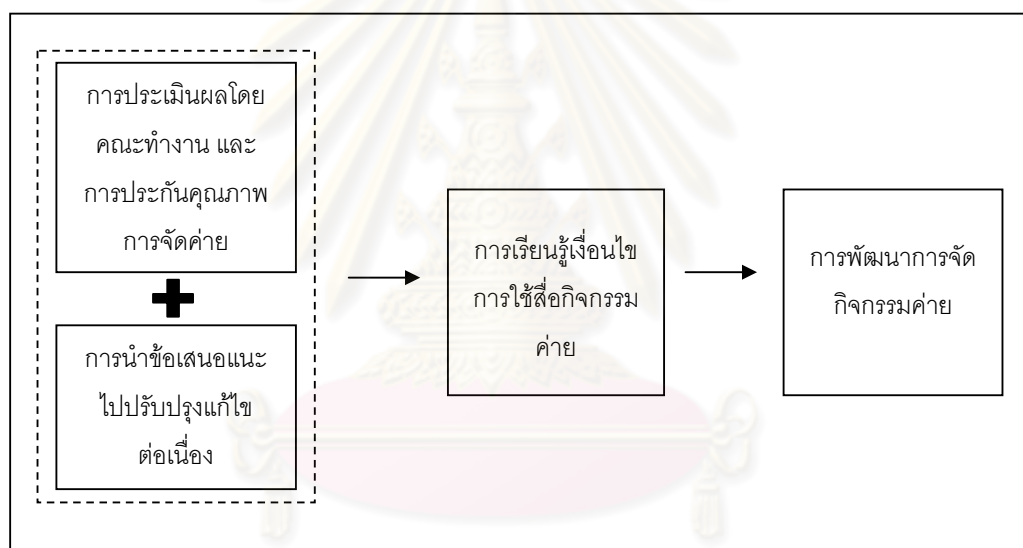 การประเมินผลโดย
คณะทำงาน และ
การประกันคุณภาพ
การจัดค่าย
การนำข้อเสนอแนะ
ไปปรับปรุงแก้ไข
ต่อเนื่อง
การเรียนรู้เงื่อนไข
การใช้สื่อกิจกรรม
ค่าย
การพัฒนาการจัด
กิจกรรมค่าย